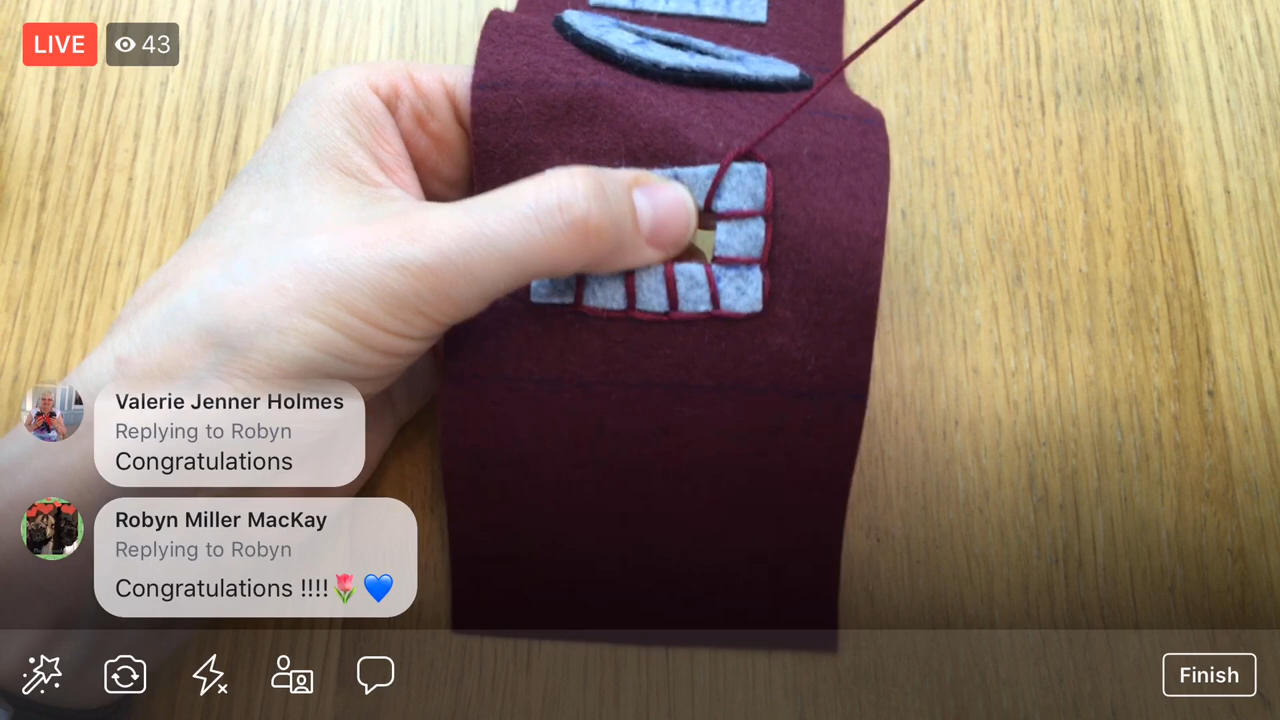 LIVE 43
Valerie Jenner Holmes
Replying to Robyn
Congratulations
Robyn Miller MacKay
Replying to Robyn
Congratulations !!!!🌷💙
Finish